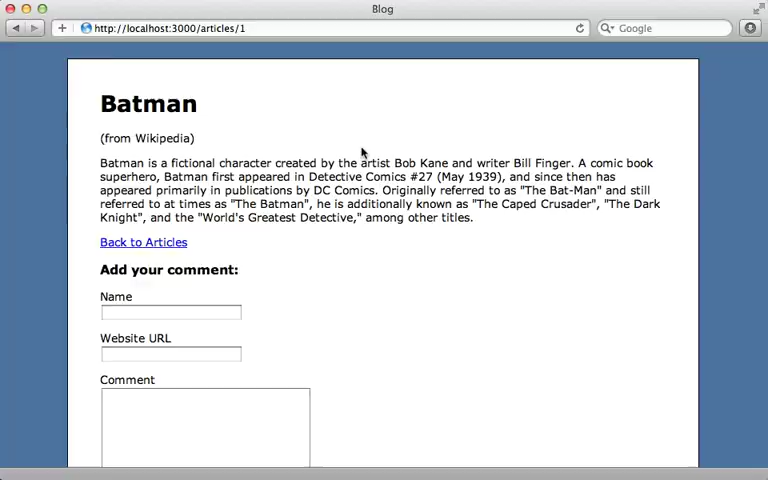 Blog
http://localhost:3000/articles/1
Google
Batman
(from Wikipedia)
Batman is a fictional character created by the artist Bob Kane and writer Bill Finger. A comic book
superhero, Batman first appeared in Detective Comics #27 (May 1939), and since then has
appeared primarily in publications by DC Comics. Originally referred to as "The Bat-Man" and still
referred to at times as "The Batman", he is additionally known as "The Caped Crusader", "The Dark
Knight", and the "World's Greatest Detective," among other titles.
Back to Articles
Add your comment:
Name
Website URL
Comment